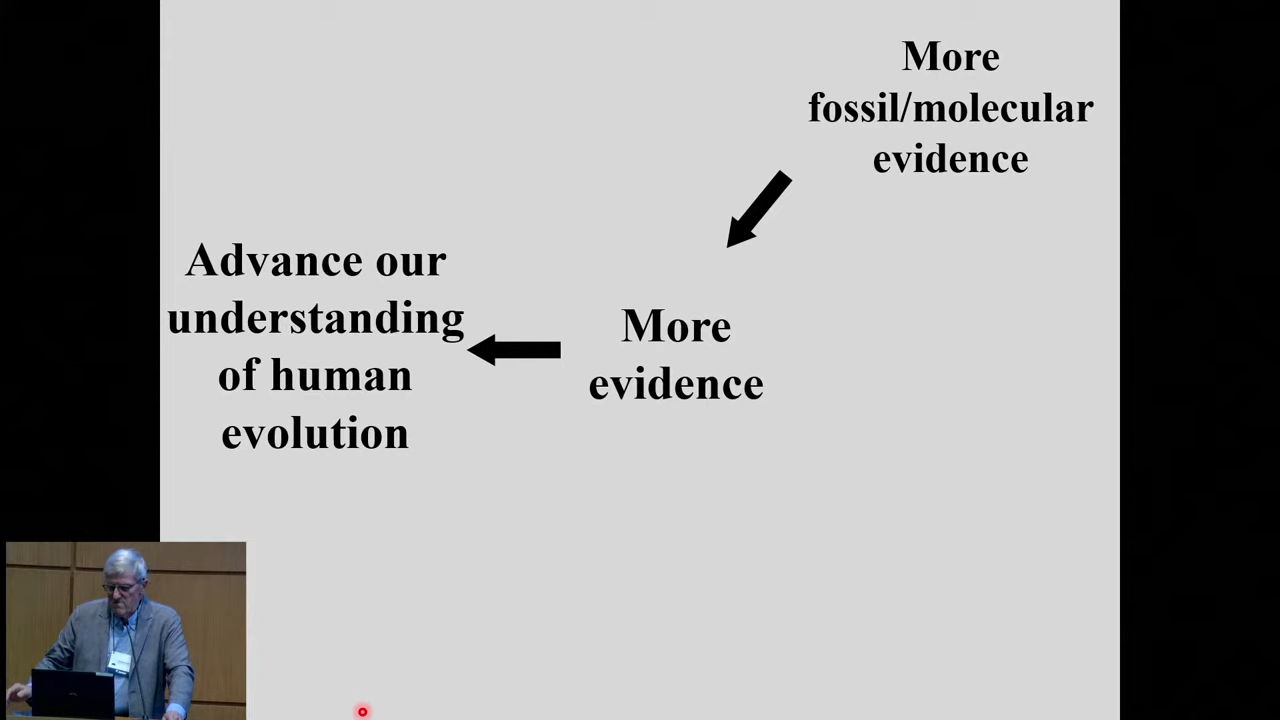 More
fossil/molecular
evidence
Advance our
understanding
of human
evolution
More
evidence